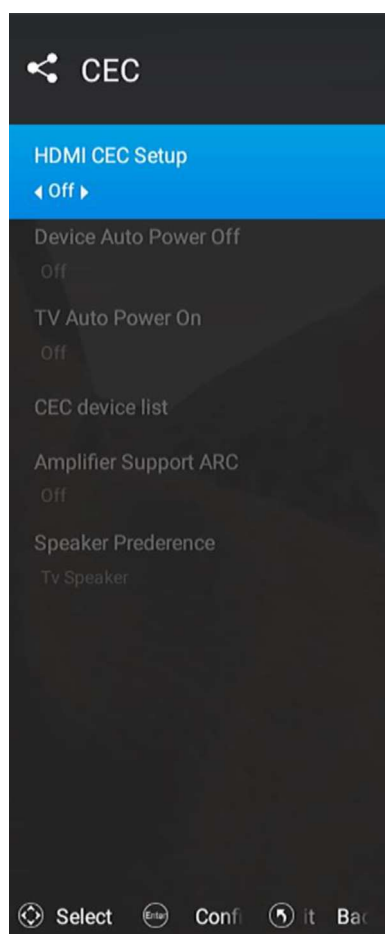 CEC
HDMI CEC Setup
Off
Device Auto Power Off
Off
TV Auto Power On
Off
CEC device list
Amplifier Support ARC
Off
Speaker Prederence
Tv Speaker
Select Enter Confi it Bac